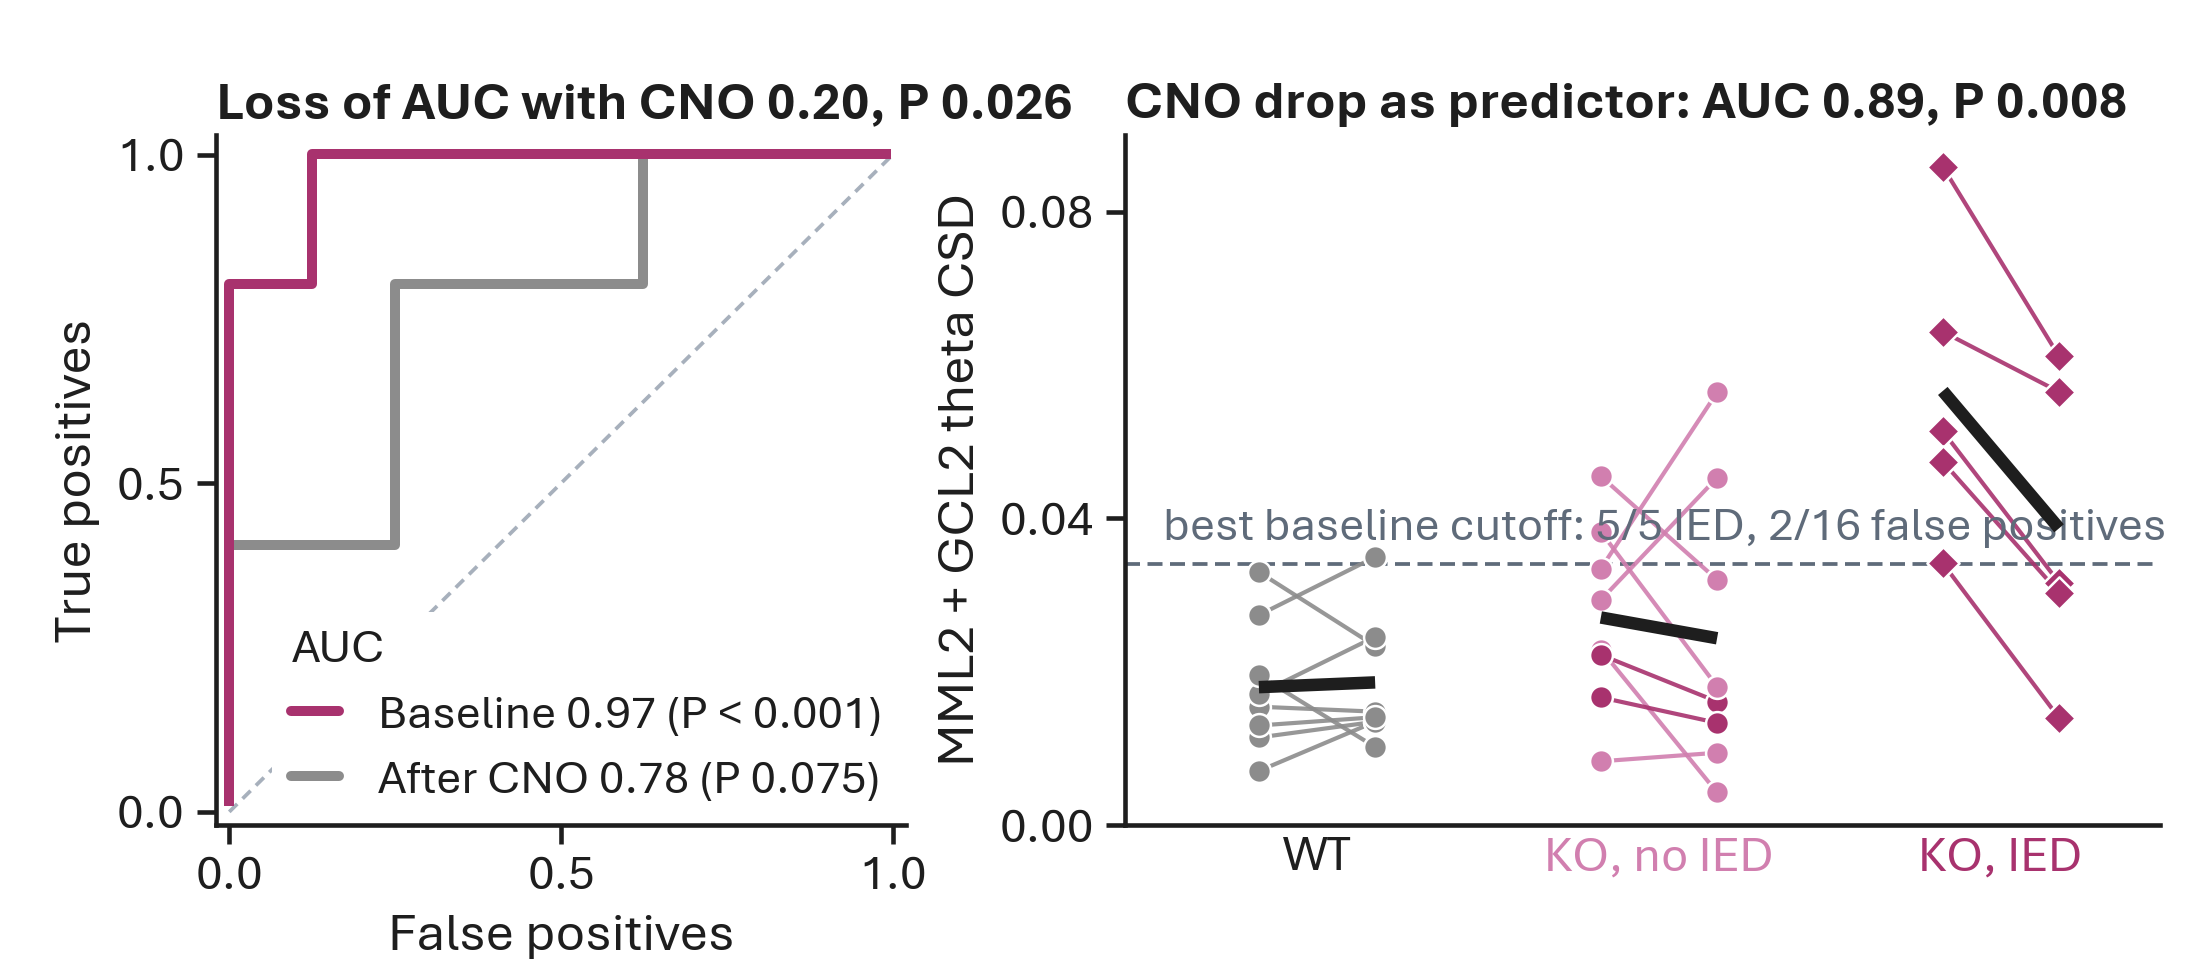 Loss of AUC with CNO 0.20, P 0.026
True positives
1.0
0.5
0.0
0.0
0.5
1.0
False positives
AUC
Baseline 0.97 (P < 0.001)
After CNO 0.78 (P 0.075)
CNO drop as predictor: AUC 0.89, P 0.008
MML2 + GCL2 theta CSD
0.08
0.04
0.00
best baseline cutoff: 5/5 IED, 2/16 false positives
WT
KO, no IED
KO, IED